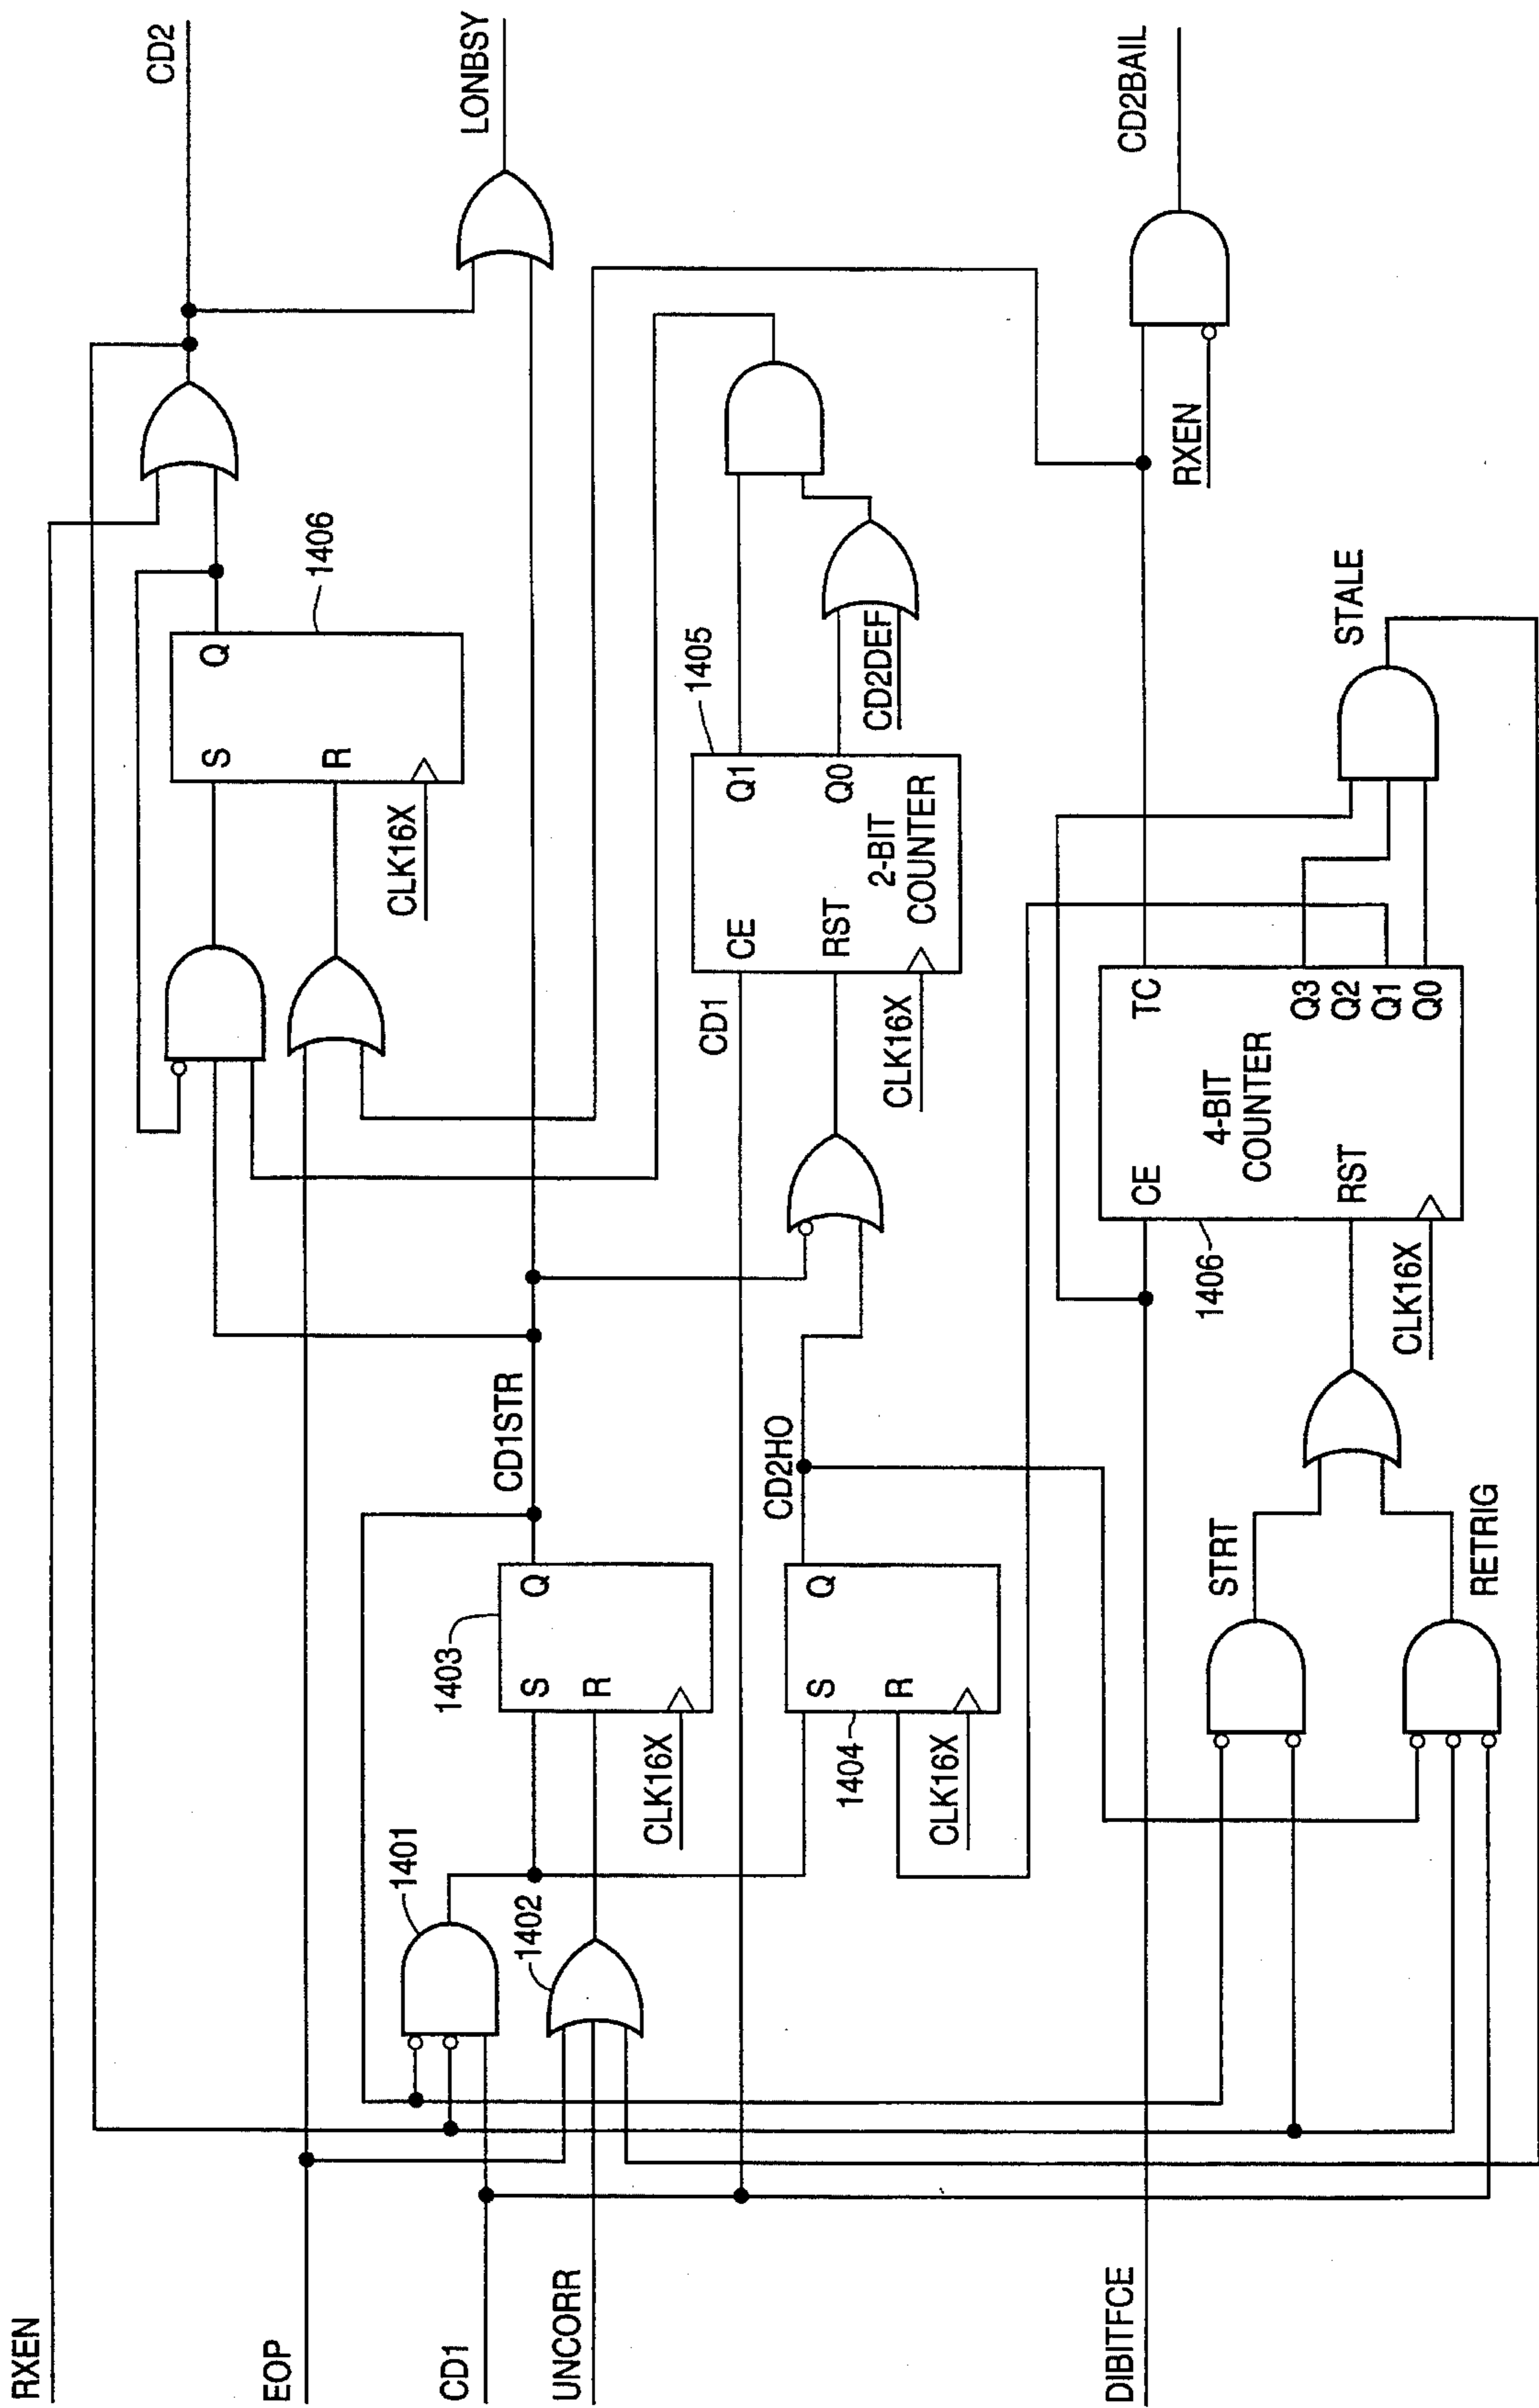 RXEN
EOP
CD1
UNCORR
DIBITFCE
1401
1402
1403
S
Q
R
CLK16X
CD1STR
1404
S
Q
R
CLK16X
CD2HO
STRT
RETRIG
S
Q
R
CLK16X
1406
CD1
CE
Q1
RST
Q0
2-BIT
COUNTER
CLK16X
1405
CD2DEF
CE
TC
4-BIT
COUNTER
RST
Q3
Q2
Q1
Q0
1406
CLK16X
STALE
RXEN
CD2
LONBSY
CD2BAIL